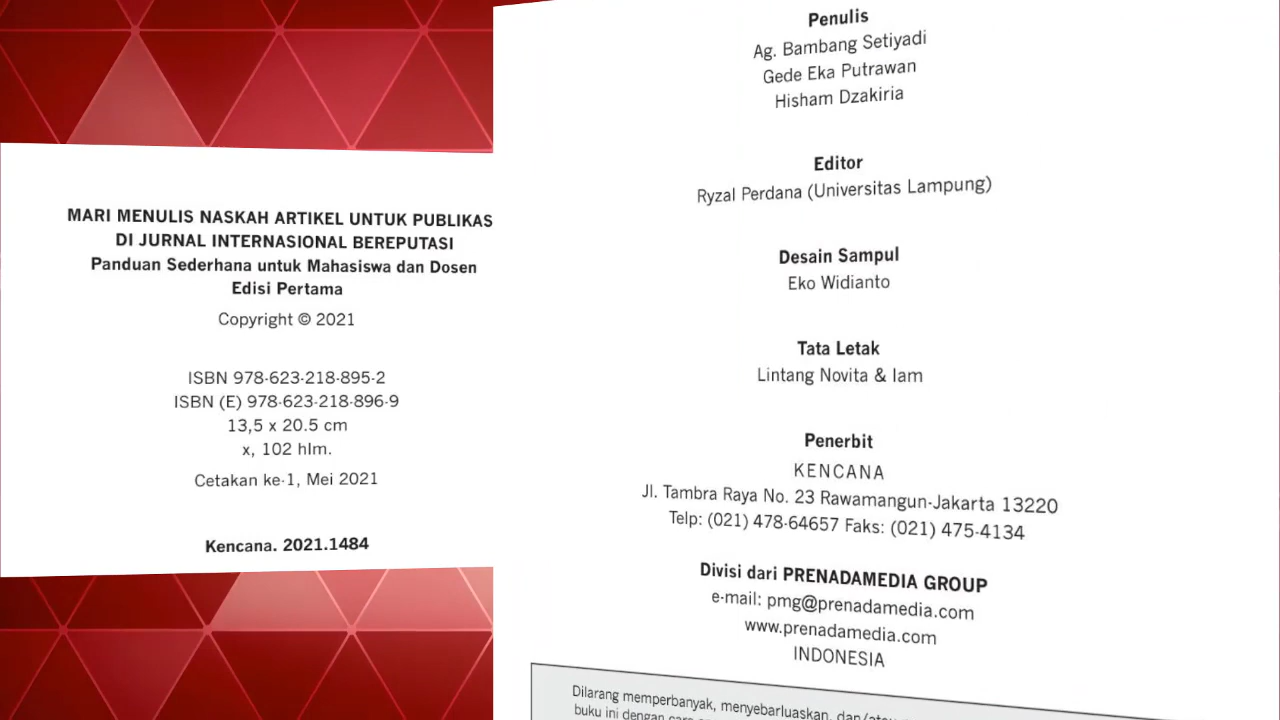 MARI MENULIS NASKAH ARTIKEL UNTUK PUBLIKAS
DI JURNAL INTERNASIONAL BEREPUTASI
Panduan Sederhana untuk Mahasiswa dan Dosen
Edisi Pertama
Copyright © 2021
ISBN 978-623-218-895-2
ISBN (E) 978-623-218-896-9
13,5 x 20.5 cm
x, 102 hlm.
Cetakan ke-1, Mei 2021
Kencana. 2021.1484
Penulis
Ag. Bambang Setiyadi
Gede Eka Putrawan
Hisham Dzakiria
Editor
Ryzal Perdana (Universitas Lampung)
Desain Sampul
Eko Widianto
Tata Letak
Lintang Novita & Iam
Penerbit
KENCANA
Jl. Tambra Raya No. 23 Rawamangun-Jakarta 13220
Telp: (021) 478-64657 Faks: (021) 475-4134
Divisi dari PRENADAMEDIA GROUP
e-mail: pmg@prenadamedia.com
www.prenadamedia.com
INDONESIA
Dilarang memperbanyak, menyebarluaskan, dan/atau
buku ini dengan cara